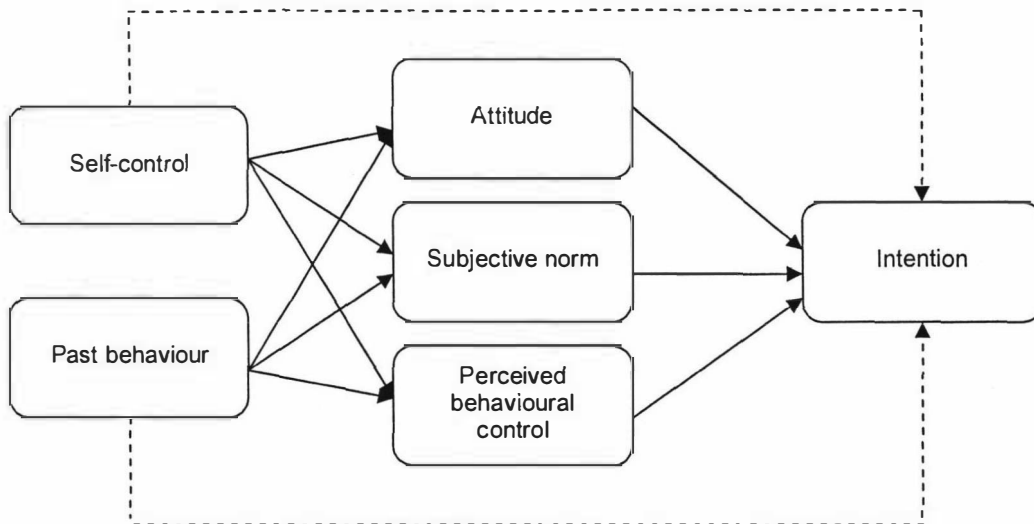 Self-control
Past behaviour
Attitude
Subjective norm
Perceived
behavioural
control
Intention